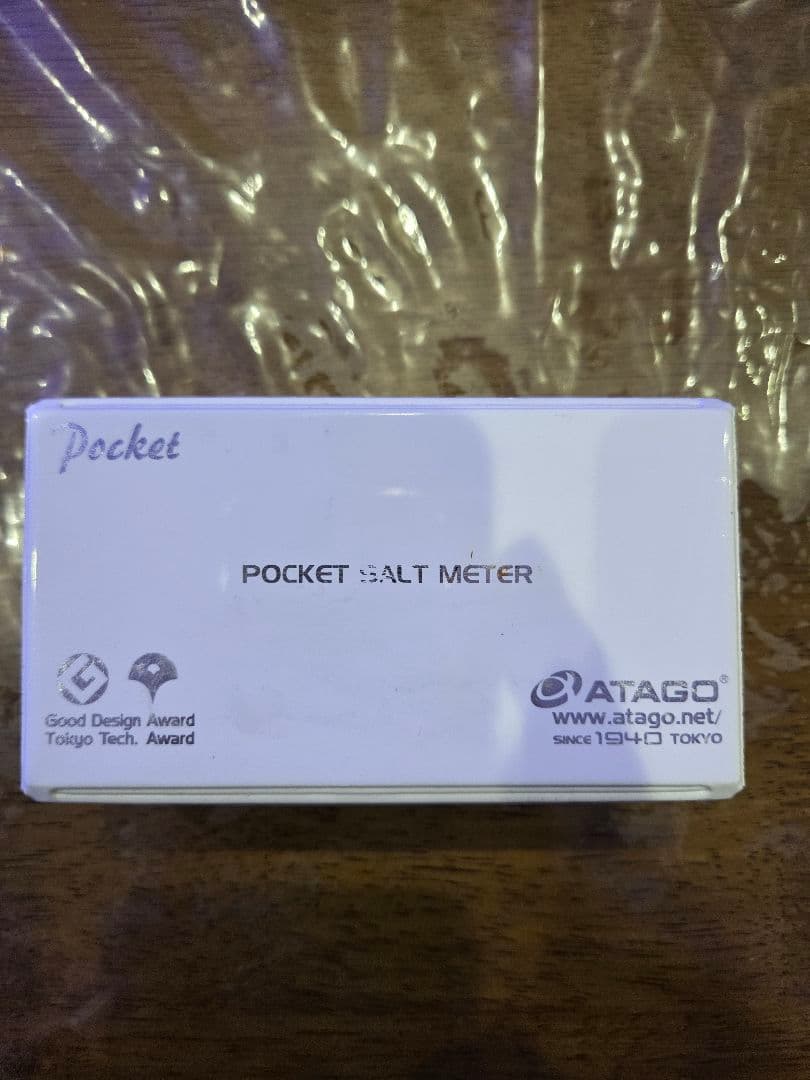 Pocket
POCKET SALT METER
Good Design Award
Tokyo Tech. Award
ATAGO®
www.atago.net/
SINCE 1940 TOKYO